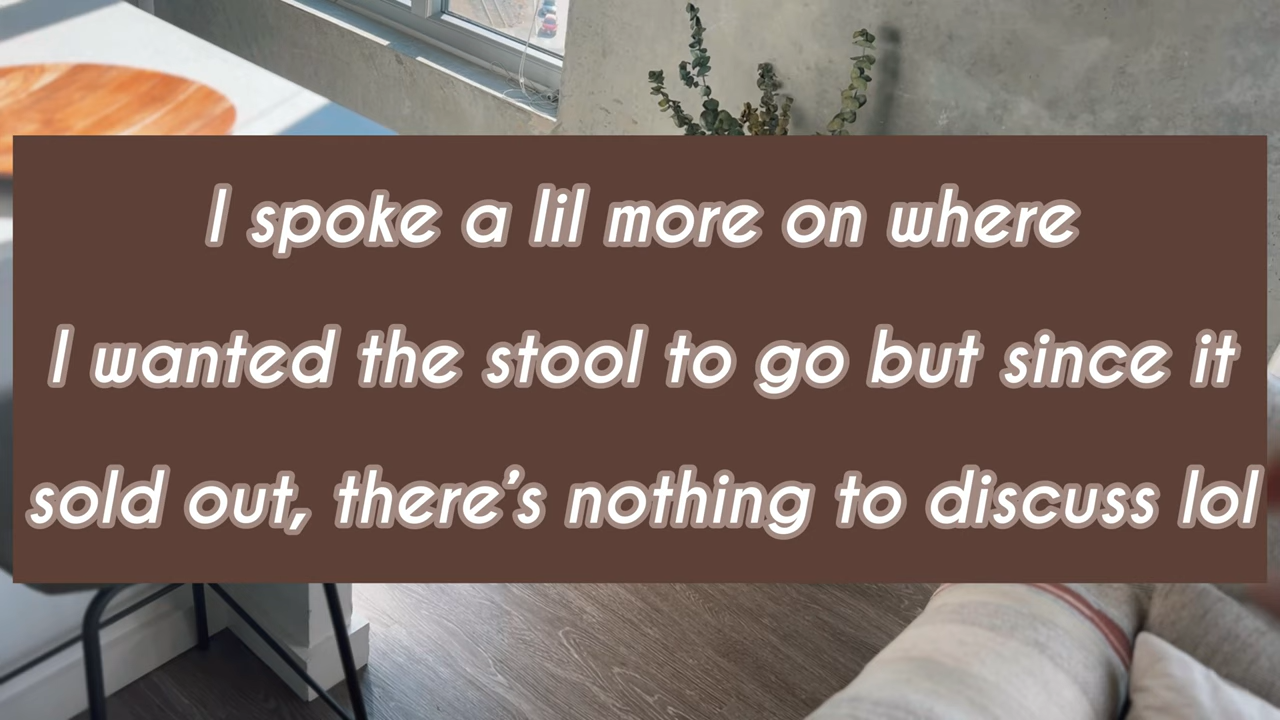 I spoke a lil more on where
I wanted the stool to go but since it
sold out, there's nothing to discuss lol